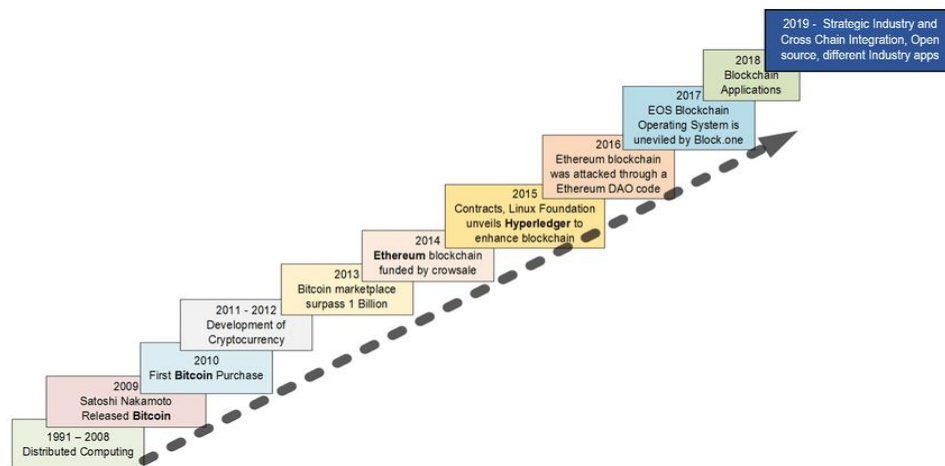 2019 - Strategic Industry and
Cross Chain Integration, Open
source, different Industry apps
2018
Blockchain
Applications
2017
EOS Blockchain
Operating System is
uneviled by Block.one
2016
Ethereum blockchain
was attacked through a
Ethereum DAO code
2015
Contracts, Linux Foundation
unveils Hyperledger to
enhance blockchain
2014
Ethereum blockchain
funded by crowsale
2013
Bitcoin marketplace
surpass 1 Billion
2011 - 2012
Development of
Cryptocurrency
2010
First Bitcoin Purchase
2009
Satoshi Nakamoto
Released Bitcoin
1991 – 2008
Distributed Computing